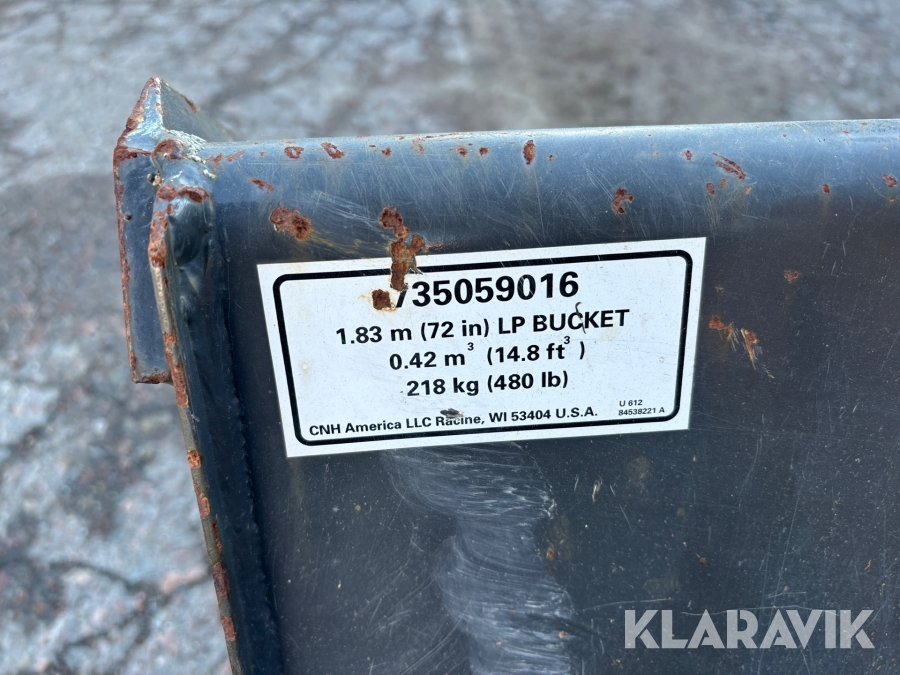 735059016
1.83 m (72 in) LP BUCKET
0.42 m³ (14.8 ft³)
218 kg (480 lb)
CNH America LLC Racine, WI 53404 U.S.A.
U 612
84538221 A
KLARAVIK